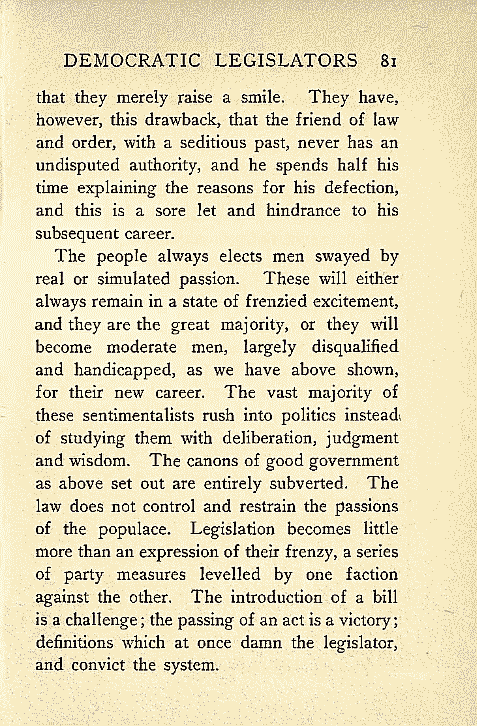 DEMOCRATIC LEGISLATORS 81
that they merely raise a smile. They have,
however, this drawback, that the friend of law
and order, with a seditious past, never has an
undisputed authority, and he spends half his
time explaining the reasons for his defection,
and this is a sore let and hindrance to his
subsequent career.
The people always elects men swayed by
real or simulated passion. These will either
always remain in a state of frenzied excitement,
and they are the great majority, or they will
become moderate men, largely disqualified
and handicapped, as we have above shown,
for their new career. The vast majority of
these sentimentalists rush into politics instead
of studying them with deliberation, judgment
and wisdom. The canons of good government
as above set out are entirely subverted. The
law does not control and restrain the passions
of the populace. Legislation becomes little
more than an expression of their frenzy, a series
of party measures levelled by one faction
against the other. The introduction of a bill
is a challenge; the passing of an act is a victory;
definitions which at once damn the legislator,
and convict the system.